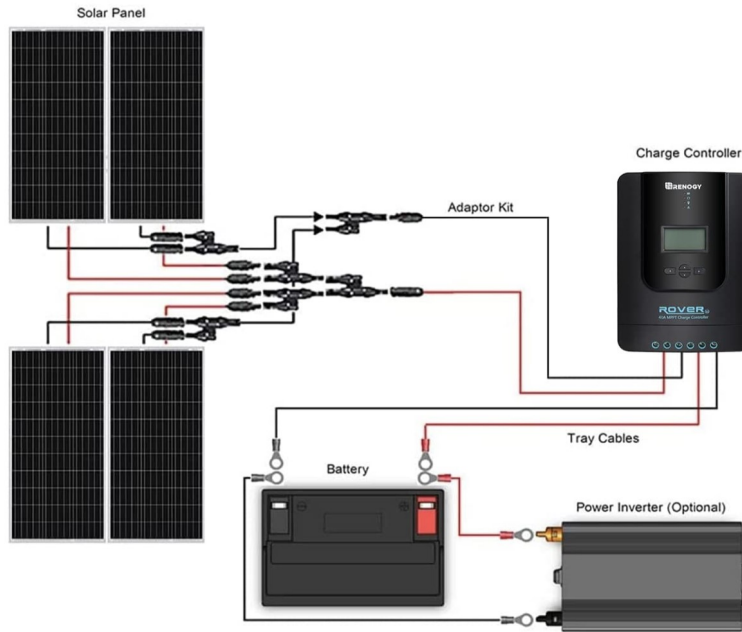 Solar Panel
Charge Controller
RENOGY
Adaptor Kit
ROVER
Tray Cables
Battery
Power Inverter (Optional)